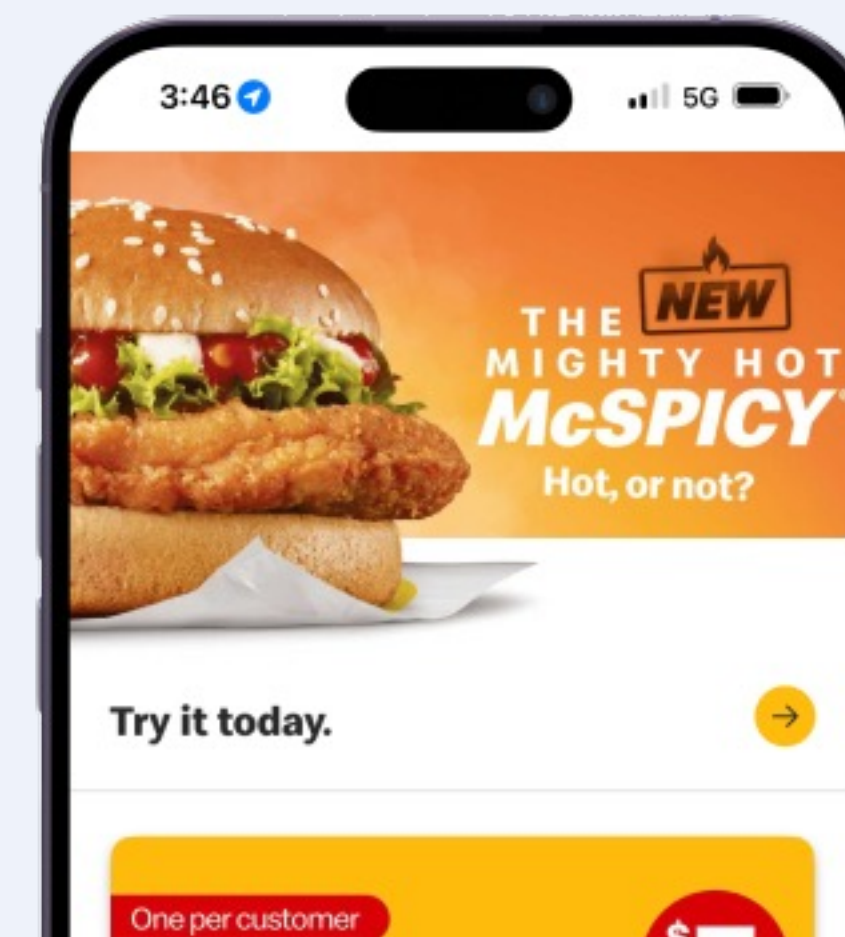 3:46 5G
NEW
THE
MIGHTY HOT
McSPICY
Hot, or not?
Try it today.
One per customer
$